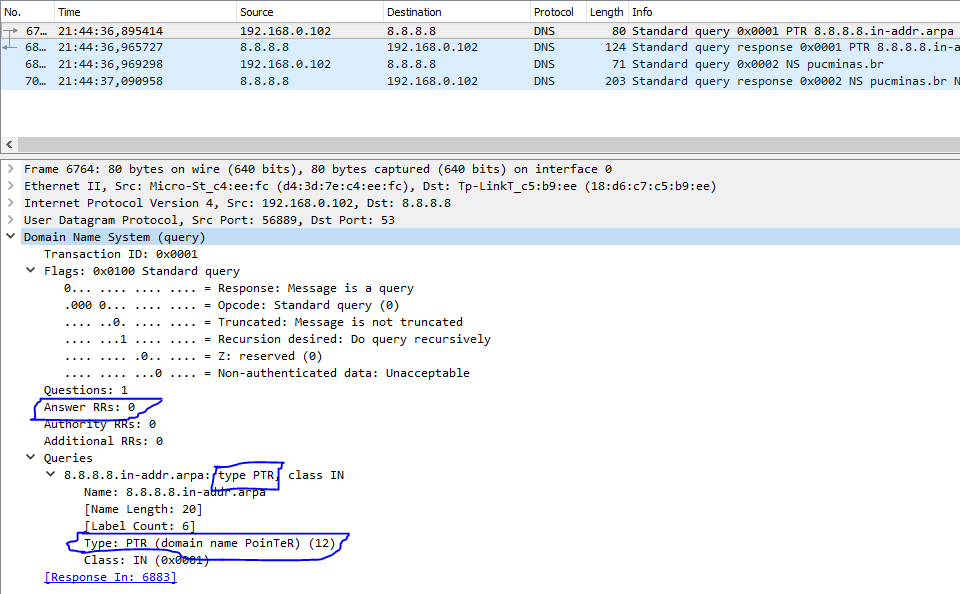 No. Time Source Destination Protocol Length Info
67… 21:44:36,895414 192.168.0.102 8.8.8.8 DNS 80 Standard query 0x0001 PTR 8.8.8.8.in-addr.arpa
68… 21:44:36,965727 8.8.8.8 192.168.0.102 DNS 124 Standard query response 0x0001 PTR 8.8.8.8.in-a
68… 21:44:36,969298 192.168.0.102 8.8.8.8 DNS 71 Standard query 0x0002 NS pucminas.br
70… 21:44:37,090958 8.8.8.8 192.168.0.102 DNS 203 Standard query response 0x0002 NS pucminas.br N
Frame 6764: 80 bytes on wire (640 bits), 80 bytes captured (640 bits) on interface 0
Ethernet II, Src: Micro-St_c4:ee:fc (d4:3d:7e:c4:ee:fc), Dst: Tp-LinkT_c5:b9:ee (18:d6:c7:c5:b9:ee)
Internet Protocol Version 4, Src: 192.168.0.102, Dst: 8.8.8.8
User Datagram Protocol, Src Port: 56889, Dst Port: 53
Domain Name System (query)
Transaction ID: 0x0001
Flags: 0x0100 Standard query
0... .... .... .... = Response: Message is a query
.000 0... .... .... = Opcode: Standard query (0)
.... ..0. .... .... = Truncated: Message is not truncated
.... ...1 .... .... = Recursion desired: Do query recursively
.... .... .0.. .... = Z: reserved (0)
.... .... ...0 .... = Non-authenticated data: Unacceptable
Questions: 1
Answer RRs: 0
Authority RRs: 0
Additional RRs: 0
Queries
8.8.8.8.in-addr.arpa: type PTR, class IN
Name: 8.8.8.8.in-addr.arpa
[Name Length: 20]
[Label Count: 6]
Type: PTR (domain name PoinTeR) (12)
Class: IN (0x0001)
[Response In: 6883]